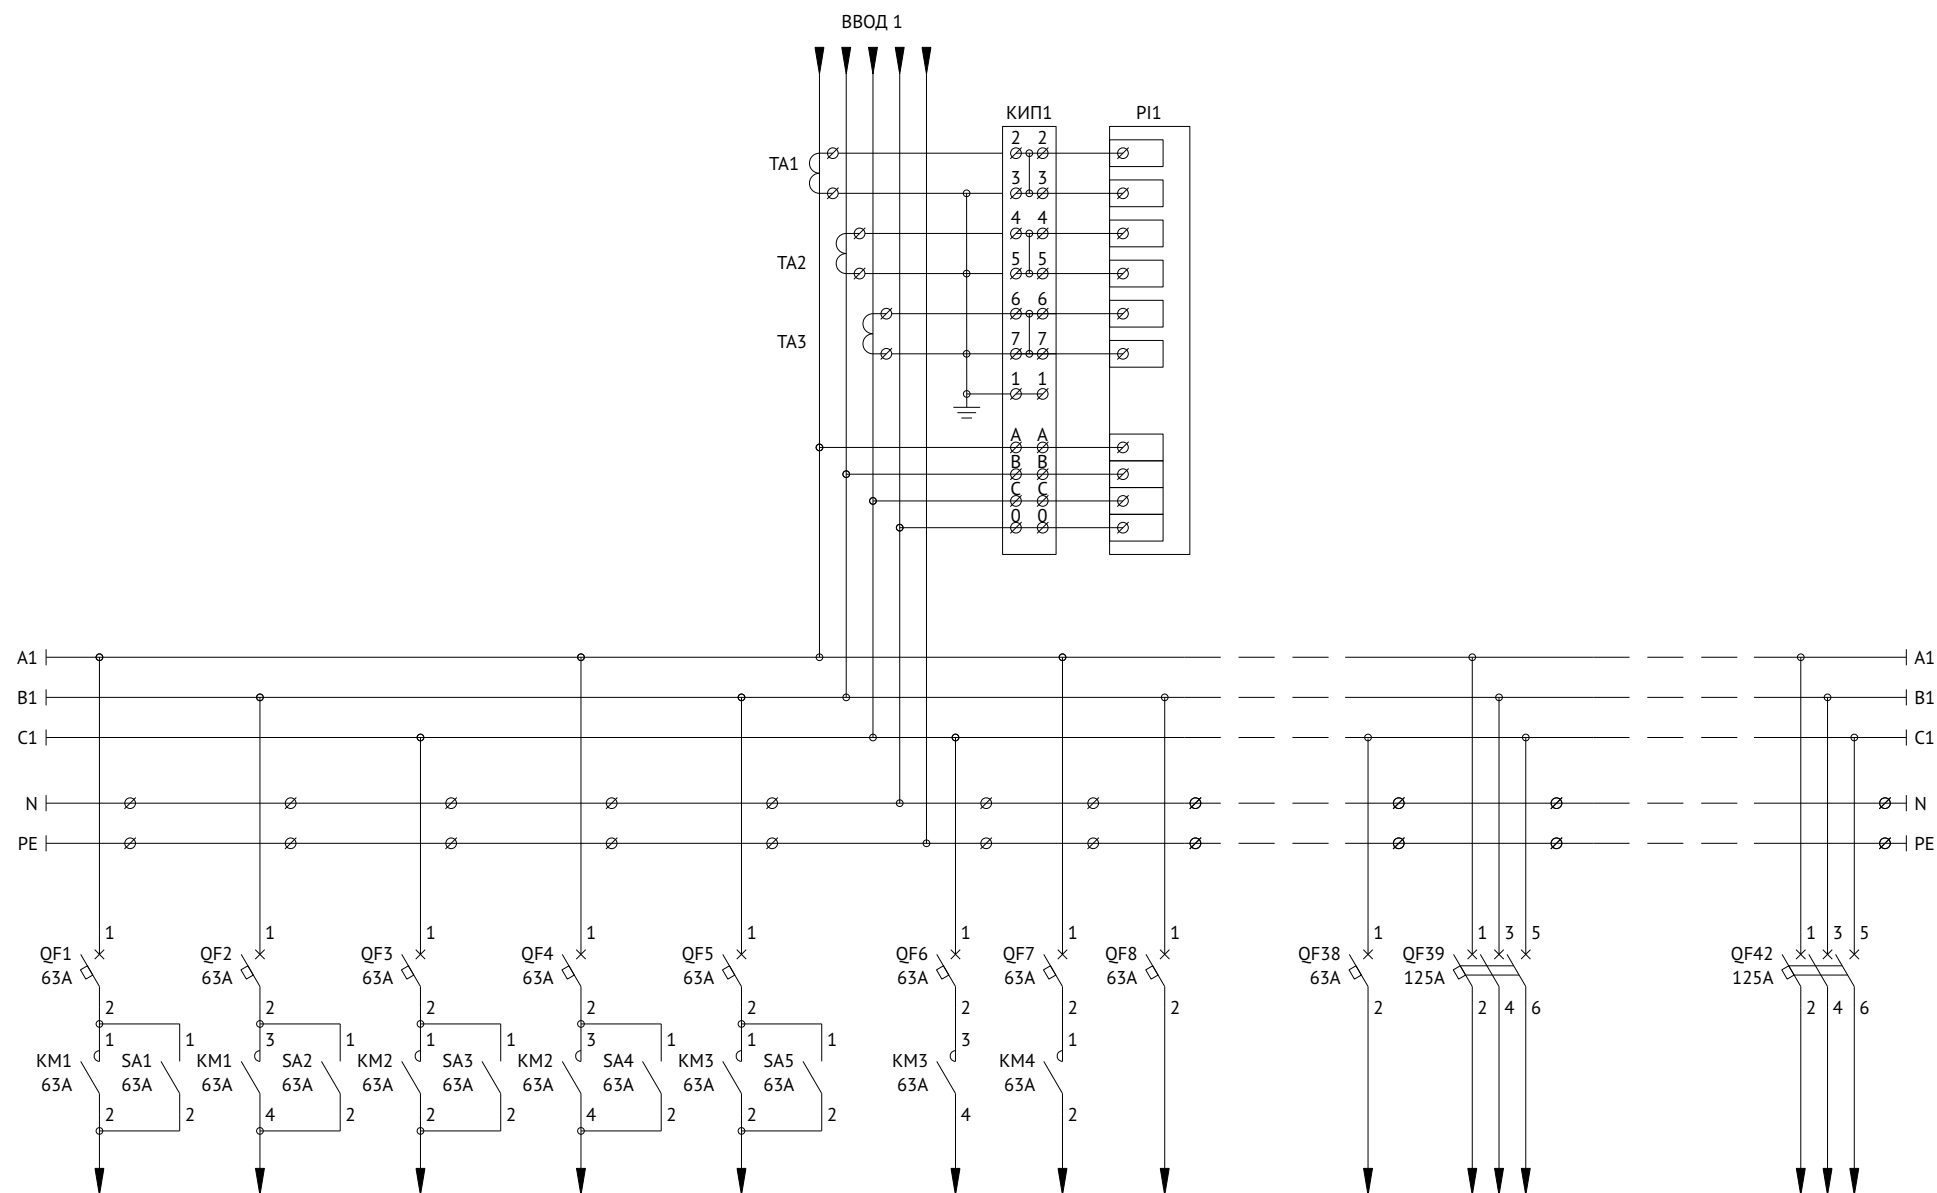 ВВОД 1
КИП1 PI1
2 2
TA1
3 3
4 4
TA2
5 5
6 6
TA3
7 7
1 1
A A
B B
C C
0 0
A1 A1
B1 B1
C1 C1
N N
PE PE
1 1 1 1 1 1 1 1 1 1 3 5 1 3 5
QF1 QF2 QF3 QF4 QF5 QF6 QF7 QF8 QF38 QF39 QF42
63A 63A 63A 63A 63A 63A 63A 63A 63A 125A 125A
2 2 2 2 2 2 2 2 2 2 4 6 2 4 6
1 1 3 1 1 1 3 1 1 1 3 1
KM1 SA1 KM1 SA2 KM2 SA3 KM2 SA4 KM3 SA5 KM3 KM4
63A 63A 63A 63A 63A 63A 63A 63A 63A 63A 63A 63A
2 2 4 2 2 2 4 2 2 2 4 2